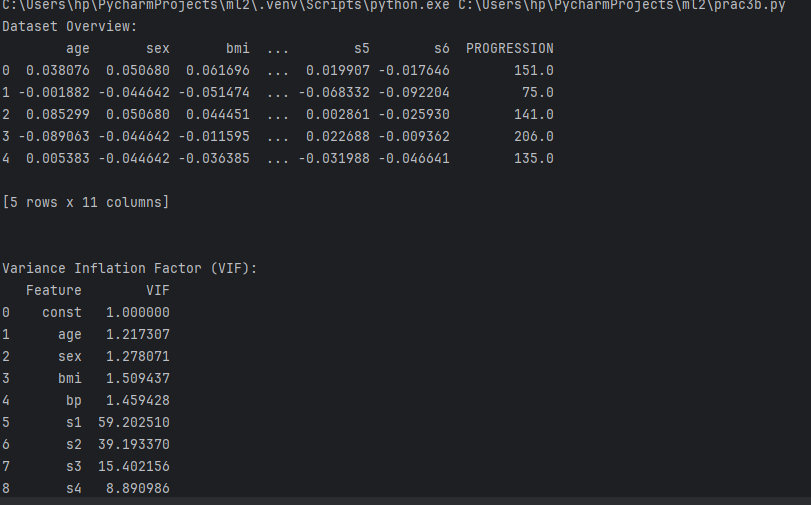 C:\Users\hp\PycharmProjects\ml2\.venv\Scripts\python.exe C:\Users\hp\PycharmProjects\ml2\prac3b.py
Dataset Overview:
        age       sex       bmi  ...        s5        s6  PROGRESSION
0  0.038076  0.050680  0.061696  ...  0.019907 -0.017646        151.0
1 -0.001882 -0.044642 -0.051474  ... -0.068332 -0.092204         75.0
2  0.085299  0.050680  0.044451  ...  0.002861 -0.025930        141.0
3 -0.089063 -0.044642 -0.011595  ...  0.022688 -0.009362        206.0
4  0.005383 -0.044642 -0.036385  ... -0.031988 -0.046641        135.0
[5 rows x 11 columns]
Variance Inflation Factor (VIF):
   Feature        VIF
0    const   1.000000
1      age   1.217307
2      sex   1.278071
3      bmi   1.509437
4       bp   1.459428
5       s1  59.202510
6       s2  39.193370
7       s3  15.402156
8       s4   8.890986